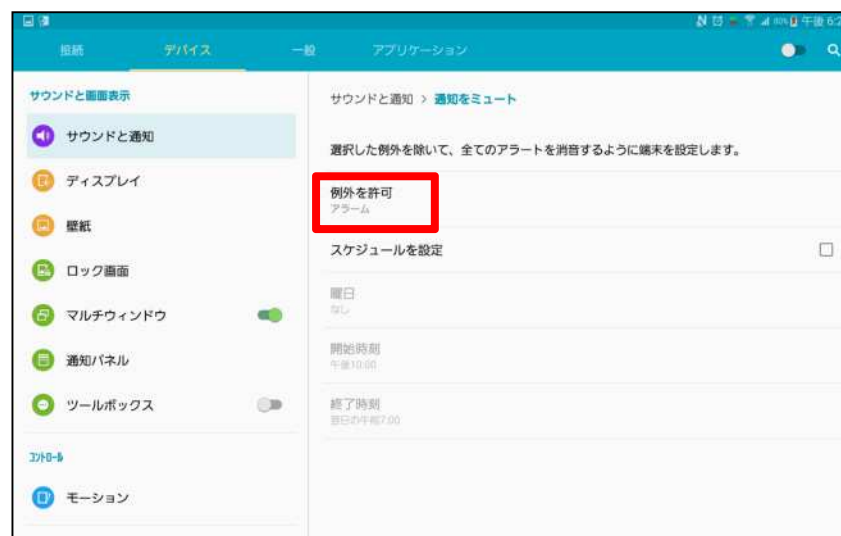 80% 午後 6:2
接続 デバイス 一般 アプリケーション
サウンドと画面表示
サウンドと通知
ディスプレイ
壁紙
ロック画面
マルチウィンドウ
通知パネル
ツールボックス
コントロール
モーション
サウンドと通知 > 通知をミュート
選択した例外を除いて、全てのアラートを消音するように端末を設定します。
例外を許可
アラーム
スケジュールを設定
曜日
なし
開始時刻
午後10:00
終了時刻
翌日の午前7:00